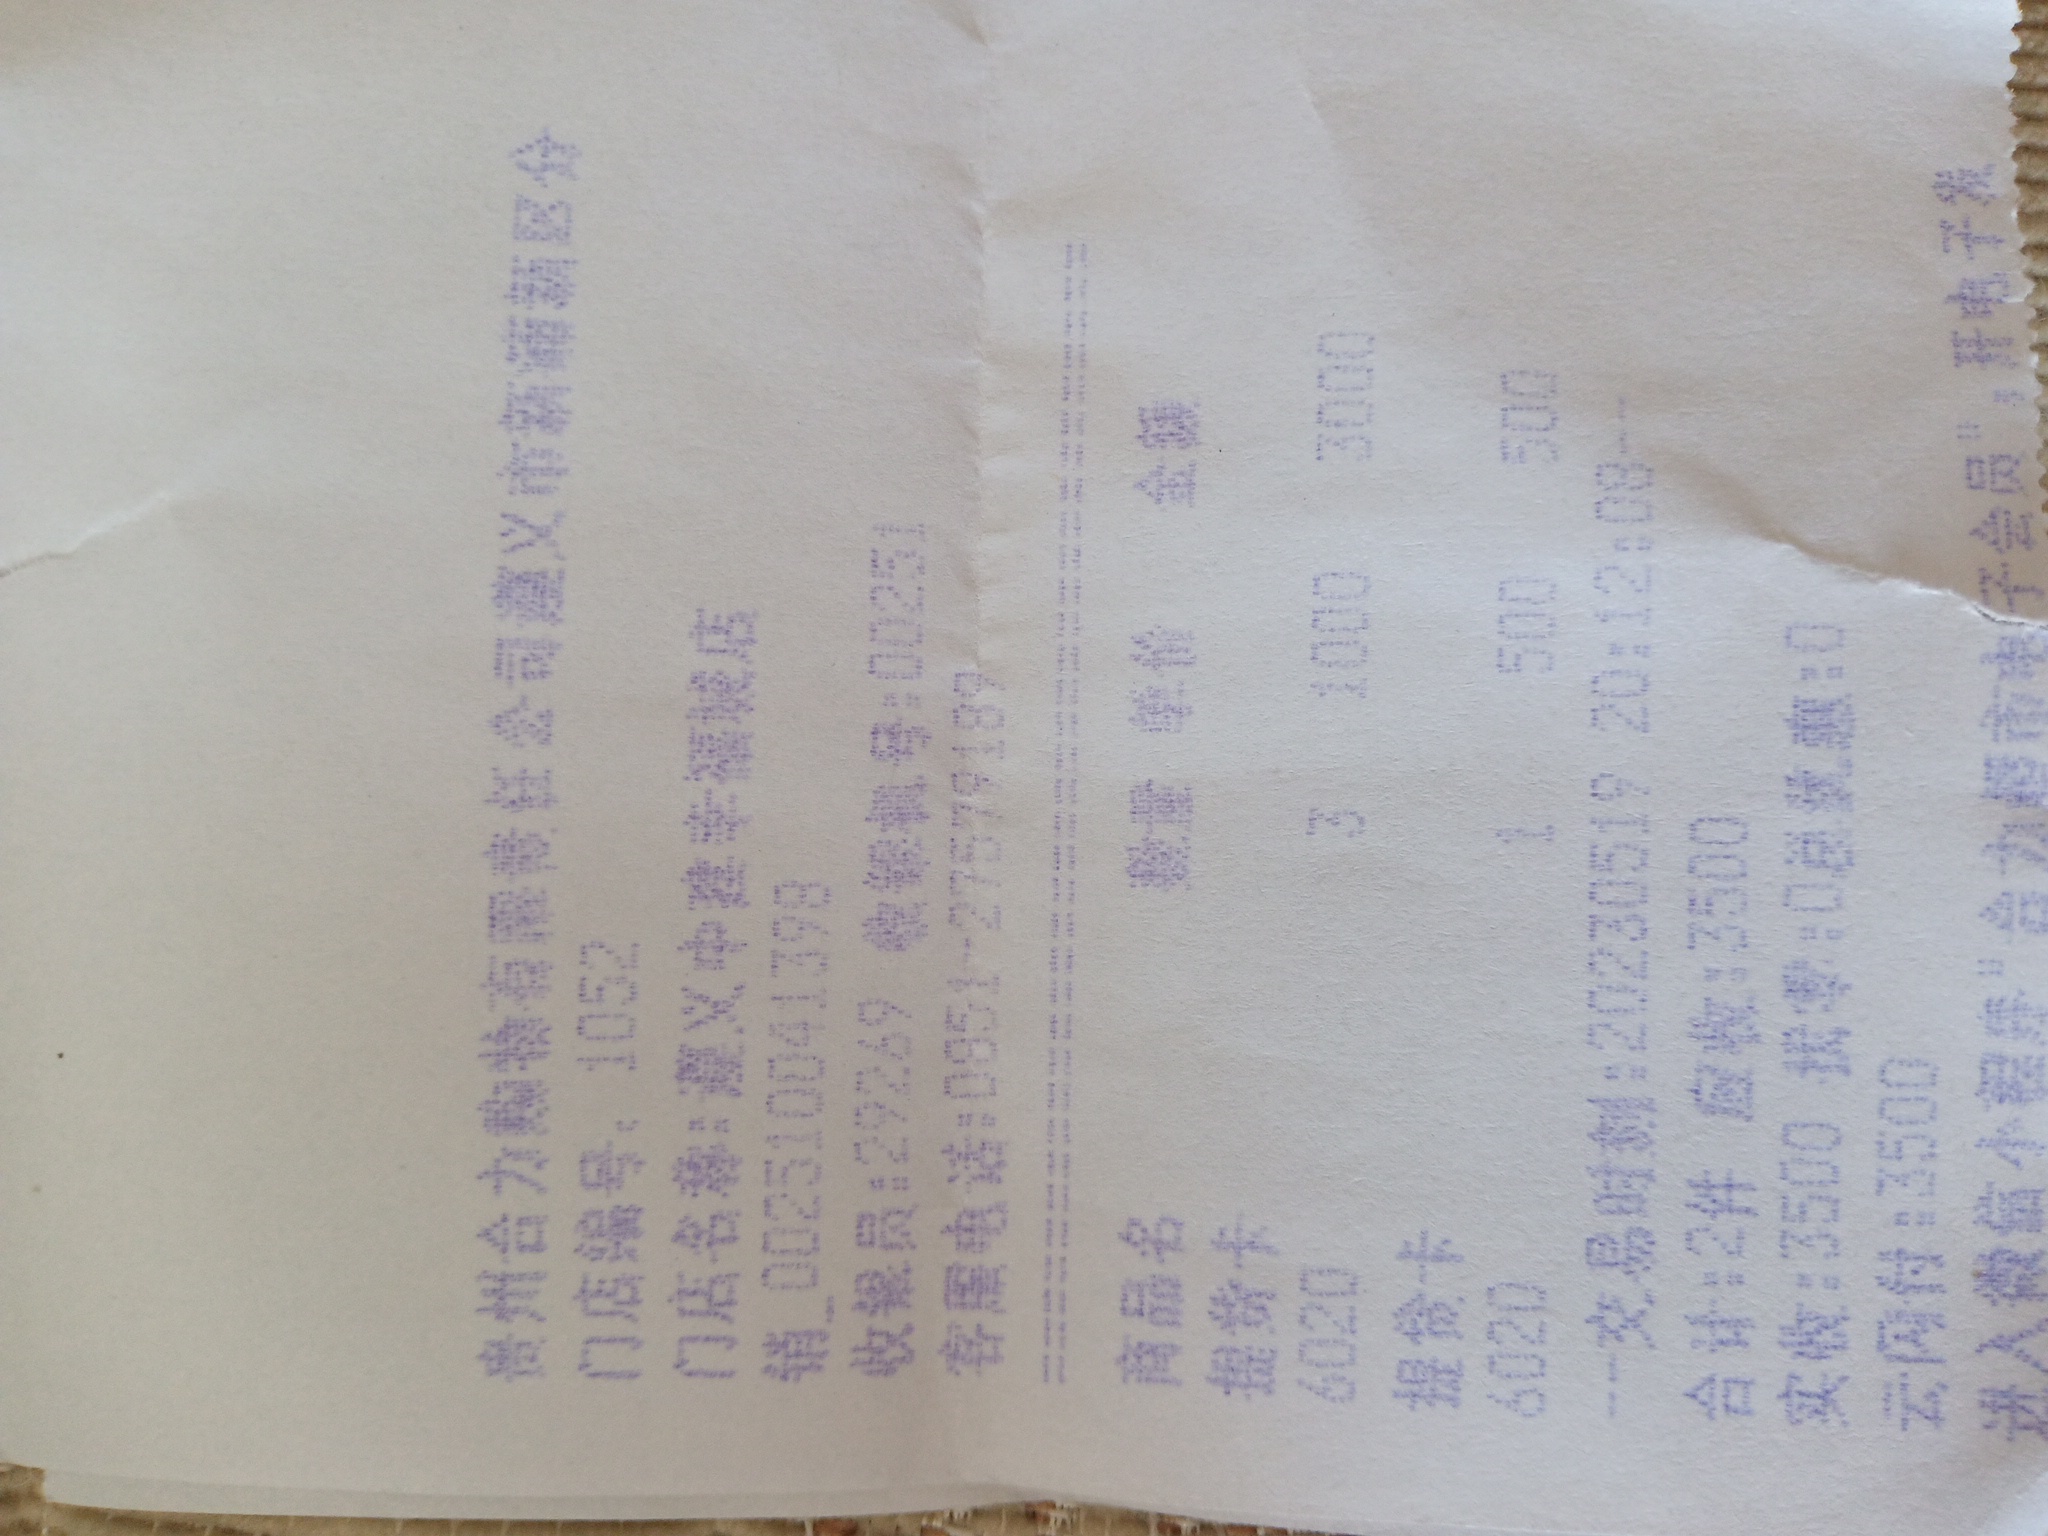 贵州合力购物有限责任公司遵义市新蒲新区分
门店编号: 1052
门店名称:遵义中建幸福城店
销_002510041398
收银员:29269 收银机号:00251
客服电话:0851-27579189
========================
商品名 数量 单价 金额
提货卡
6020 3 1000 3000
提货卡
6020 1 500 500
--交易时间:20230519 20:12:08--
合计:2件 应收:3500
实收:3500 找零:0总优惠:0
云网付:3500
进入微信小程序"合力超市电子会员":开电子发